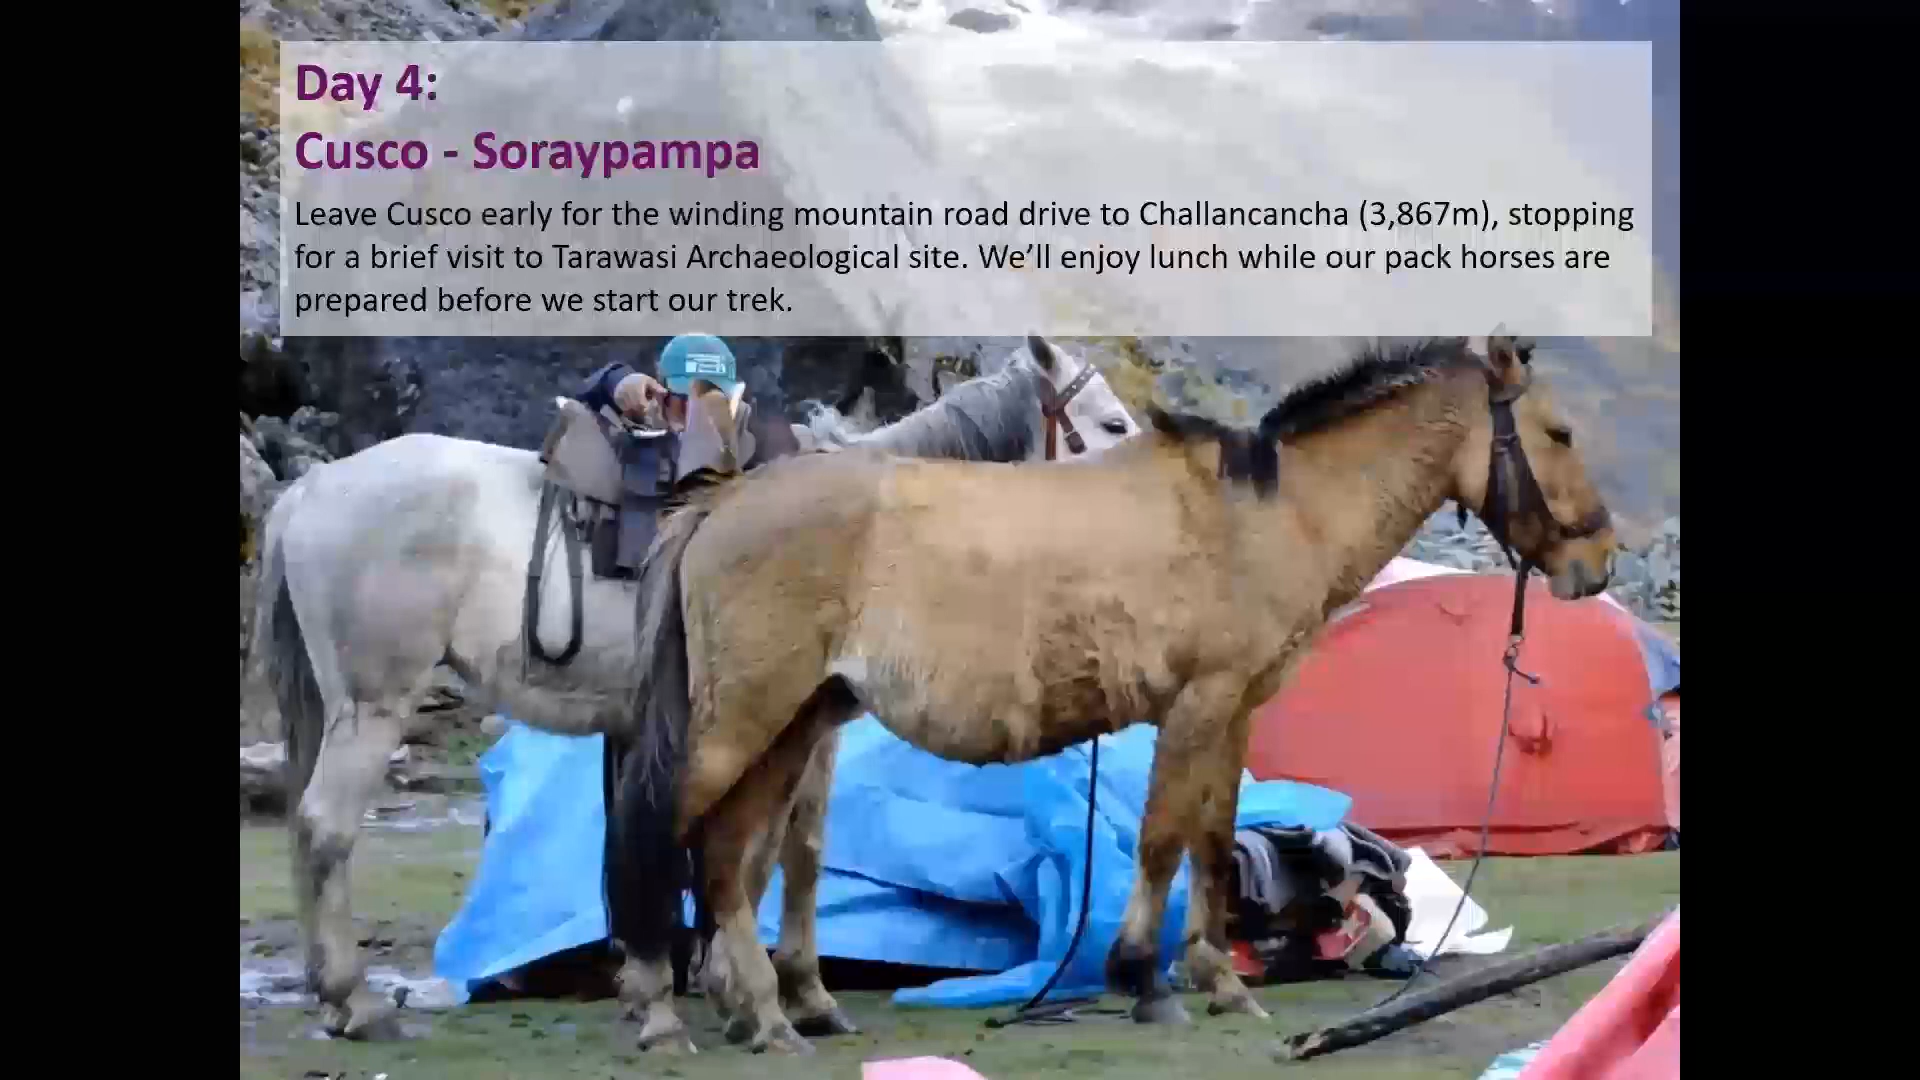 Day 4:
Cusco - Soraypampa
Leave Cusco early for the winding mountain road drive to Challancancha (3,867m), stopping
for a brief visit to Tarawasi Archaeological site. We’ll enjoy lunch while our pack horses are
prepared before we start our trek.